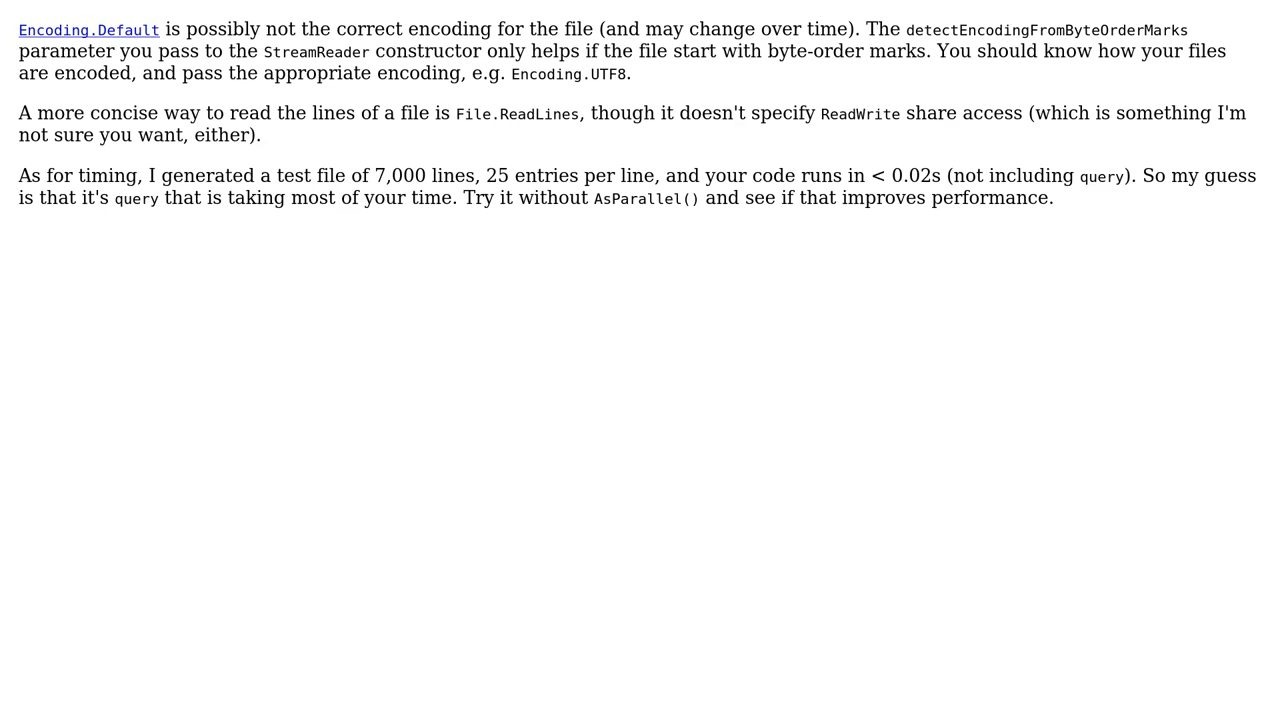 Encoding.Default is possibly not the correct encoding for the file (and may change over time). The detectEncodingFromByteOrderMarks
parameter you pass to the StreamReader constructor only helps if the file start with byte-order marks. You should know how your files
are encoded, and pass the appropriate encoding, e.g. Encoding.UTF8.
A more concise way to read the lines of a file is File.ReadLines, though it doesn't specify ReadWrite share access (which is something I'm
not sure you want, either).
As for timing, I generated a test file of 7,000 lines, 25 entries per line, and your code runs in < 0.02s (not including query). So my guess
is that it's query that is taking most of your time. Try it without AsParallel() and see if that improves performance.